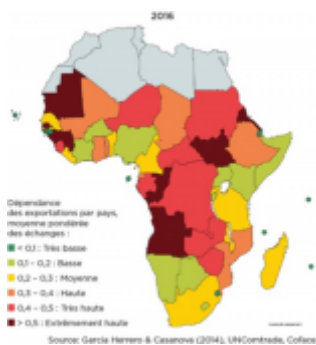 2016
Dépendance
des exportations par pays,
moyenne pondérée
des échanges :
< 0,1 : Très basse
0,1 – 0,2 : Basse
0,2 – 0,3 : Moyenne
0,3 – 0,4 : Haute
0,4 – 0,5 : Très haute
> 0,5 : Extrêmement haute
Source: García Herrero & Casanova (2014), UNComtrade, Coface